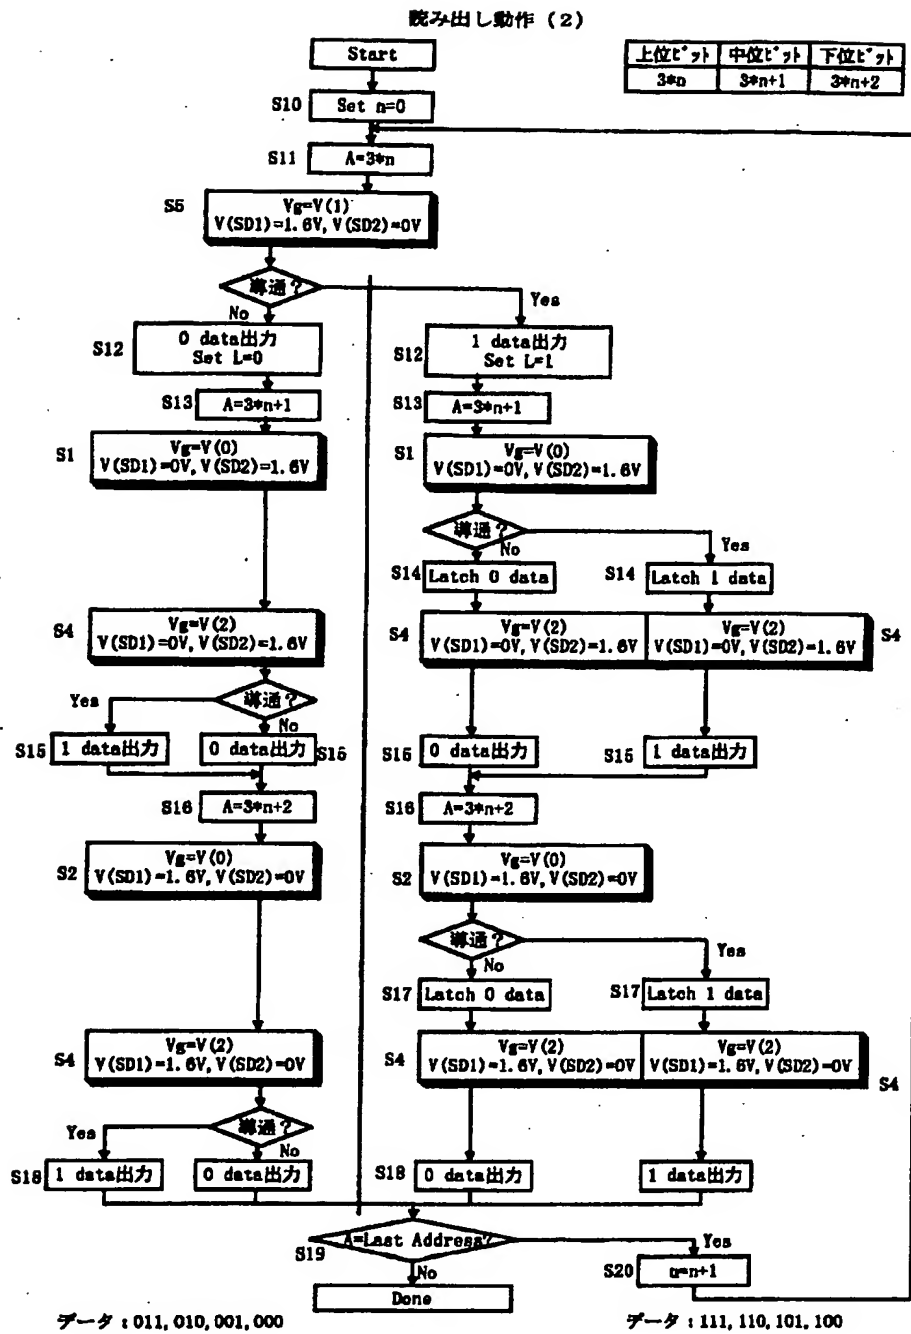 読み出し動作 (2)
Start
上位ビット 中位ビット 下位ビット
3*n 3*n+1 3*n+2
S10 Set n=0
S11 A=3*n
S5 Vg=V(1)
V(SD1)=1.6V, V(SD2)=0V
導通?
Yes
No
S12 0 data出力
Set L=0
S12 1 data出力
Set L=1
S13 A=3*n+1
S13 A=3*n+1
S1 Vg=V(0)
V(SD1)=0V, V(SD2)=1.6V
S1 Vg=V(0)
V(SD1)=0V, V(SD2)=1.6V
導通?
No
Yes
S14 Latch 0 data
S14 Latch 1 data
S4 Vg=V(2)
V(SD1)=0V, V(SD2)=1.6V
S4 Vg=V(2)
V(SD1)=0V, V(SD2)=1.6V
Vg=V(2)
V(SD1)=0V, V(SD2)=1.6V
S4
導通?
Yes
No
S15 1 data出力
0 data出力 S15
S15 0 data出力
S15 1 data出力
S16 A=3*n+2
S16 A=3*n+2
S2 Vg=V(0)
V(SD1)=1.6V, V(SD2)=0V
S2 Vg=V(0)
V(SD1)=1.6V, V(SD2)=0V
導通?
No
Yes
S17 Latch 0 data
S17 Latch 1 data
S4 Vg=V(2)
V(SD1)=1.6V, V(SD2)=0V
S4 Vg=V(2)
V(SD1)=1.6V, V(SD2)=0V
Vg=V(2)
V(SD1)=1.6V, V(SD2)=0V
S4
導通?
Yes
No
S18 1 data出力
0 data出力
S18 0 data出力
1 data出力
S19 A=Last Address?
Yes
No
S20 n=n+1
Done
データ : 011, 010, 001, 000
データ : 111, 110, 101, 100